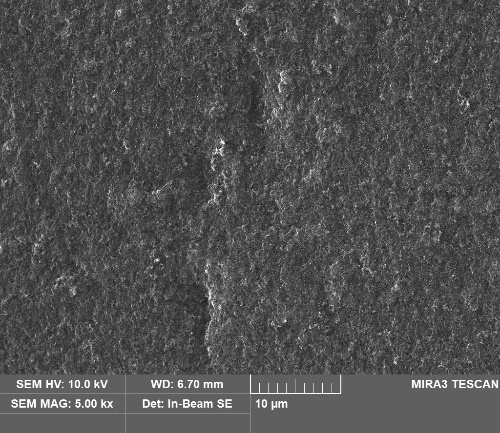 SEM HV: 10.0 kV WD: 6.70 mm MIRA3 TESCAN
SEM MAG: 5.00 kx Det: In-Beam SE 10 µm